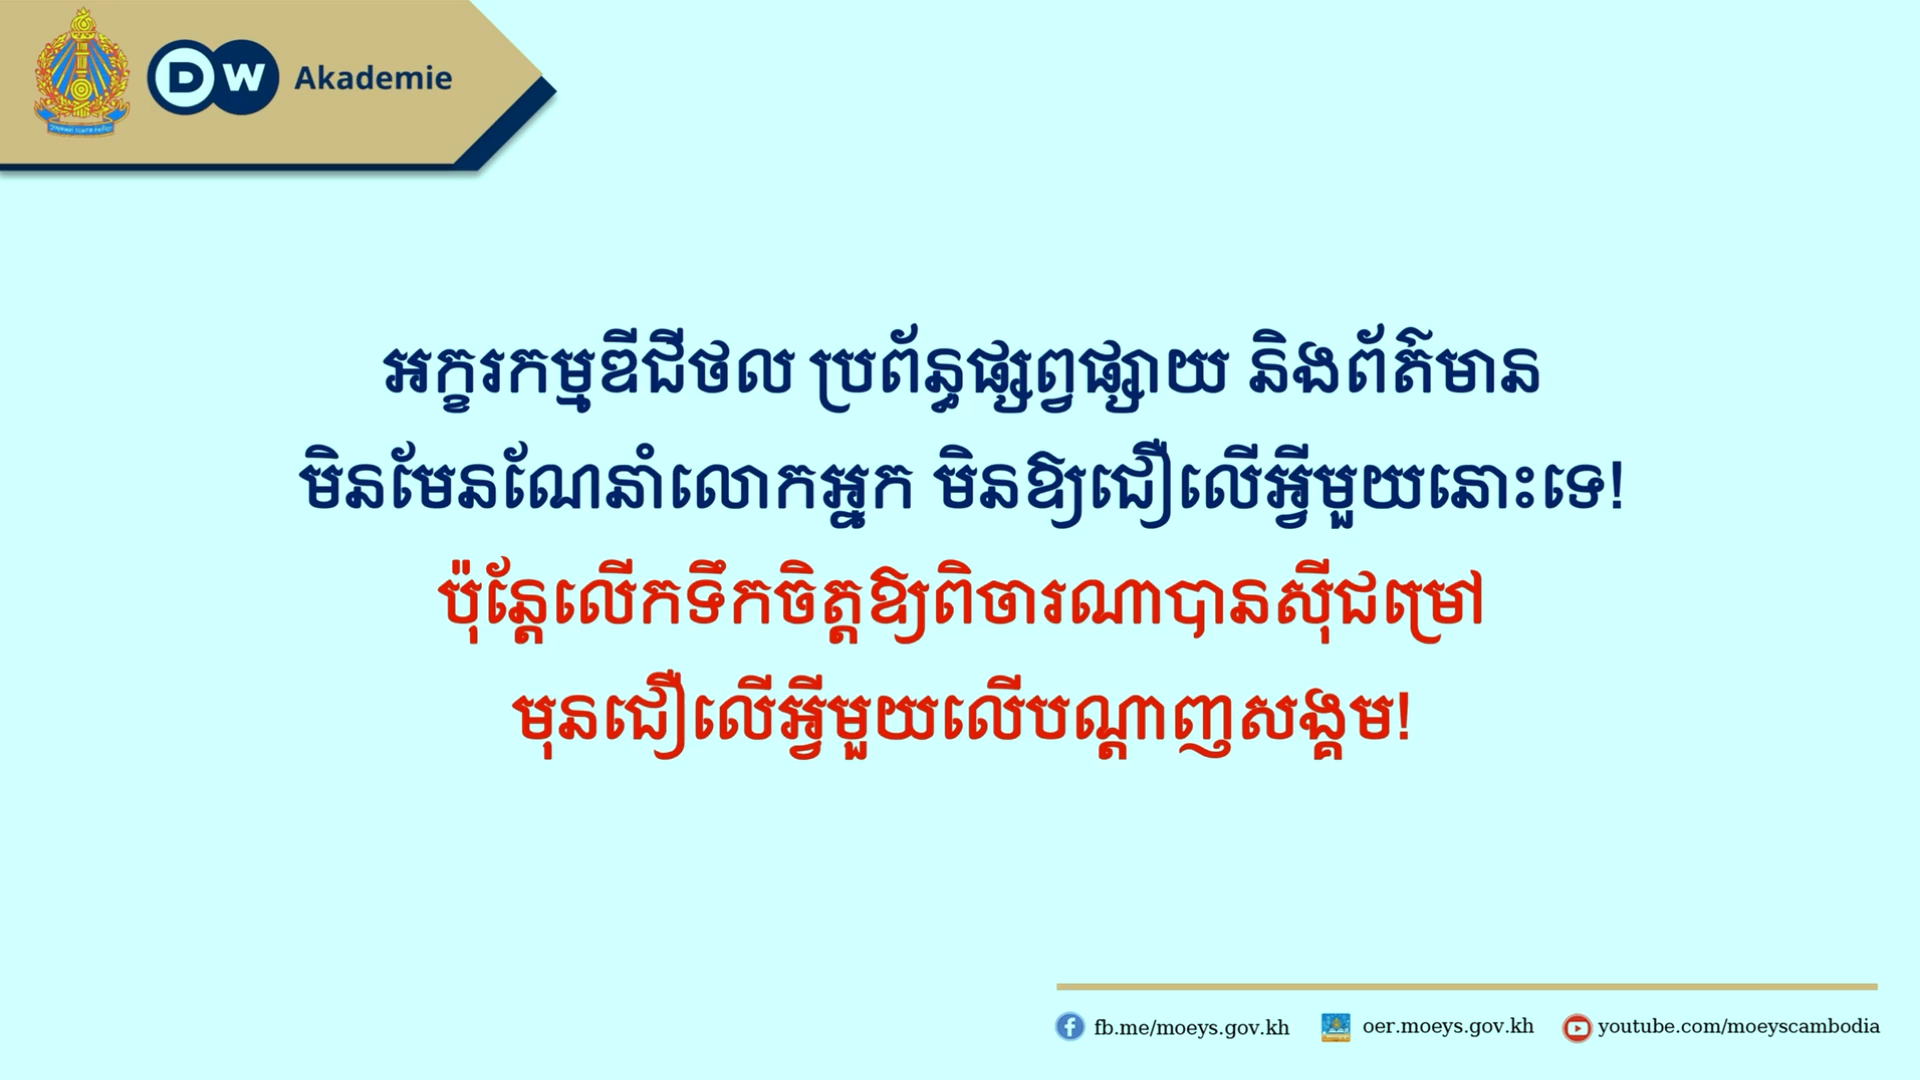 DW Akademie
អក្ខរកម្មឌីជីថល ប្រព័ន្ធផ្សព្វផ្សាយ និងព័ត៌មាន
មិនមែនណែនាំលោកអ្នក មិនឱ្យជឿលើអ្វីមួយនោះទេ!
ប៉ុន្តែលើកទឹកចិត្តឱ្យពិចារណាបានស៊ីជម្រៅ
មុនជឿលើអ្វីមួយលើបណ្តាញសង្គម!
fb.me/moeys.gov.kh oer.moeys.gov.kh youtube.com/moeyscambodia